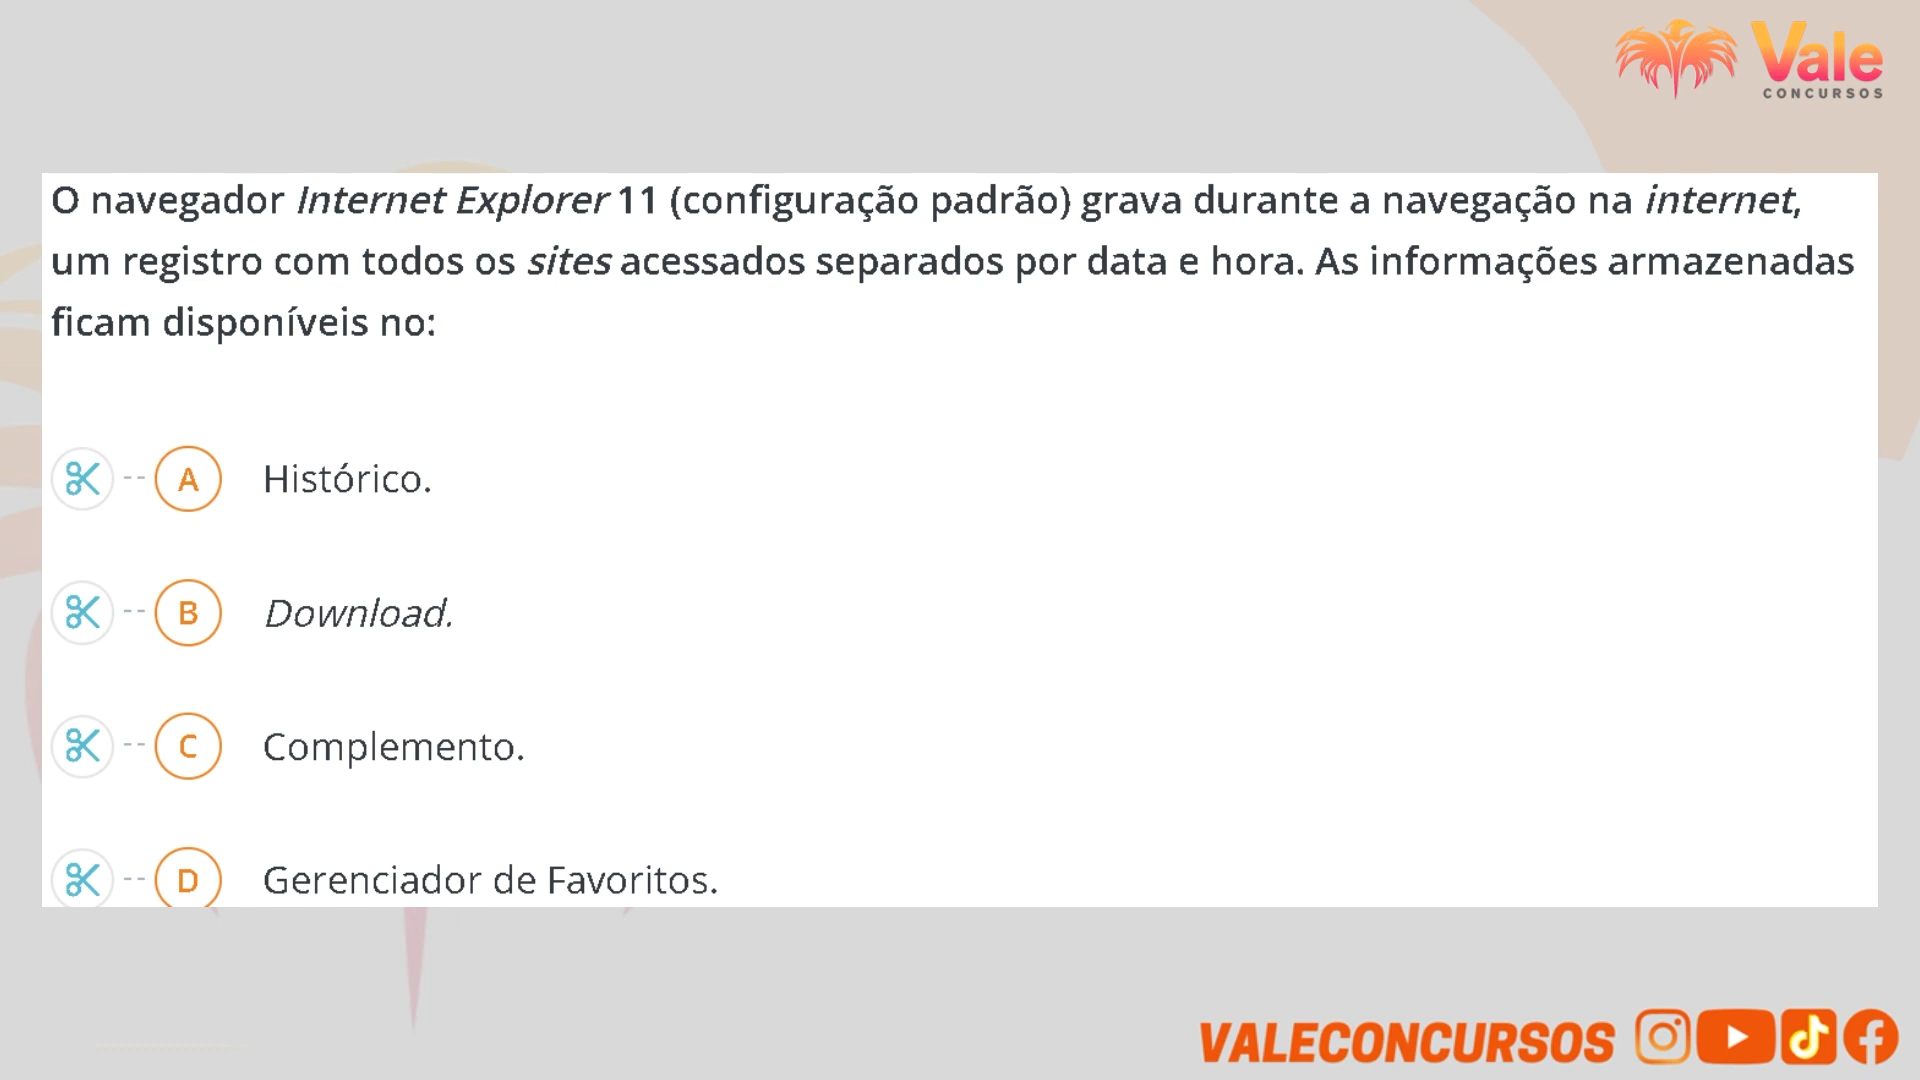 Vale
CONCURSOS
O navegador Internet Explorer 11 (configuração padrão) grava durante a navegação na internet,
um registro com todos os sites acessados separados por data e hora. As informações armazenadas
ficam disponíveis no:
A Histórico.
B Download.
C Complemento.
D Gerenciador de Favoritos.
VALECONCURSOS